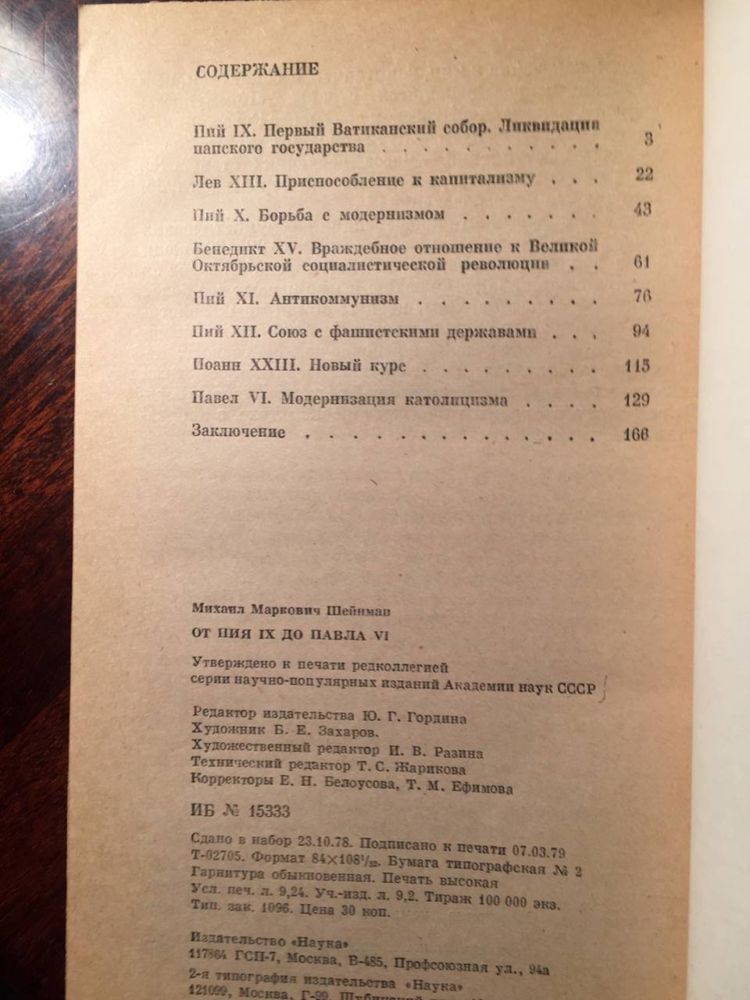 СОДЕРЖАНИЕ
Пий IX. Первый Ватиканский собор. Ликвидация
папского государства . . . . . . . . . . 3
Лев XIII. Приспособление к капитализму . . . 22
Пий X. Борьба с модернизмом . . . . . . . 43
Бенедикт XV. Враждебное отношение к Великой
Октябрьской социалистической революции . . 61
Пий XI. Антикоммунизм . . . . . . . . . 76
Пий XII. Союз с фашистскими державами . . . 94
Иоанн XXIII. Новый курс . . . . . . . . . 115
Павел VI. Модернизация католицизма . . . . 129
Заключение . . . . . . . . . . . . . 166
Михаил Маркович Шейнман
ОТ ПИЯ IX ДО ПАВЛА VI
Утверждено к печати редколлегией
серии научно-популярных изданий Академии наук СССР
Редактор издательства Ю. Г. Гордина
Художник Б. Е. Захаров.
Художественный редактор И. В. Разина
Технический редактор Т. С. Жарикова
Корректоры Е. Н. Белоусова, Т. М. Ефимова
ИБ № 15333
Сдано в набор 23.10.78. Подписано к печати 07.03.79
Т-02705. Формат 84×108¹/₃₂. Бумага типографская № 2
Гарнитура обыкновенная. Печать высокая
Усл. печ. л. 9,24. Уч.-изд. л. 9,2. Тираж 100 000 экз.
Тип. зак. 1096. Цена 30 коп.
Издательство «Наука»
117864 ГСП-7, Москва, В-485, Профсоюзная ул., 94а
2-я типография издательства «Наука»
121099, Москва, Г-99, Шубинский